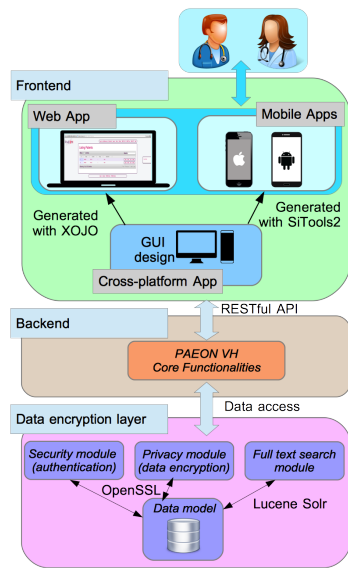 Frontend
Web App
Mobile Apps
Generated
with XOJO
Generated
with SiTools2
GUI
design
Cross-platform App
RESTful API
Backend
PAEON VH
Core Functionalities
Data access
Data encryption layer
Security module
(authentication)
Privacy module
(data encryption)
Full text search
module
OpenSSL
Lucene Solr
Data model